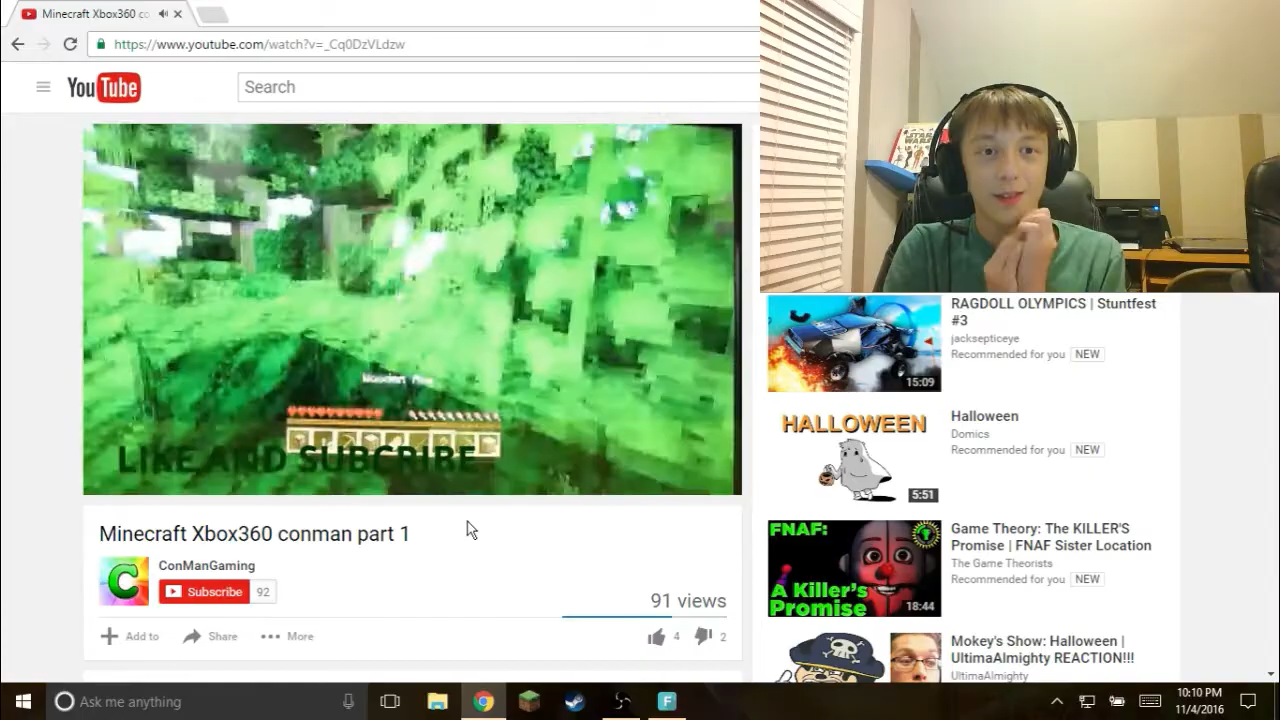 Minecraft Xbox360 co
https://www.youtube.com/watch?v=_Cq0DzVLdzw
YouTube
Search
STAR WARS
Wooden Axe
LIKE AND SUBCRIBE
Minecraft Xbox360 conman part 1
C
ConManGaming
Subscribe 92
91 views
Add to Share More
4 2
RAGDOLL OLYMPICS | Stuntfest #3
jacksepticeye
Recommended for you NEW
15:09
HALLOWEEN
5:51
Halloween
Domics
Recommended for you NEW
FNAF:
A Killer's
Promise
18:44
Game Theory: The KILLER'S
Promise | FNAF Sister Location
The Game Theorists
Recommended for you NEW
Mokey's Show: Halloween |
UltimaAlmighty REACTION!!!
UltimaAlmighty
Ask me anything
F
10:10 PM
11/4/2016